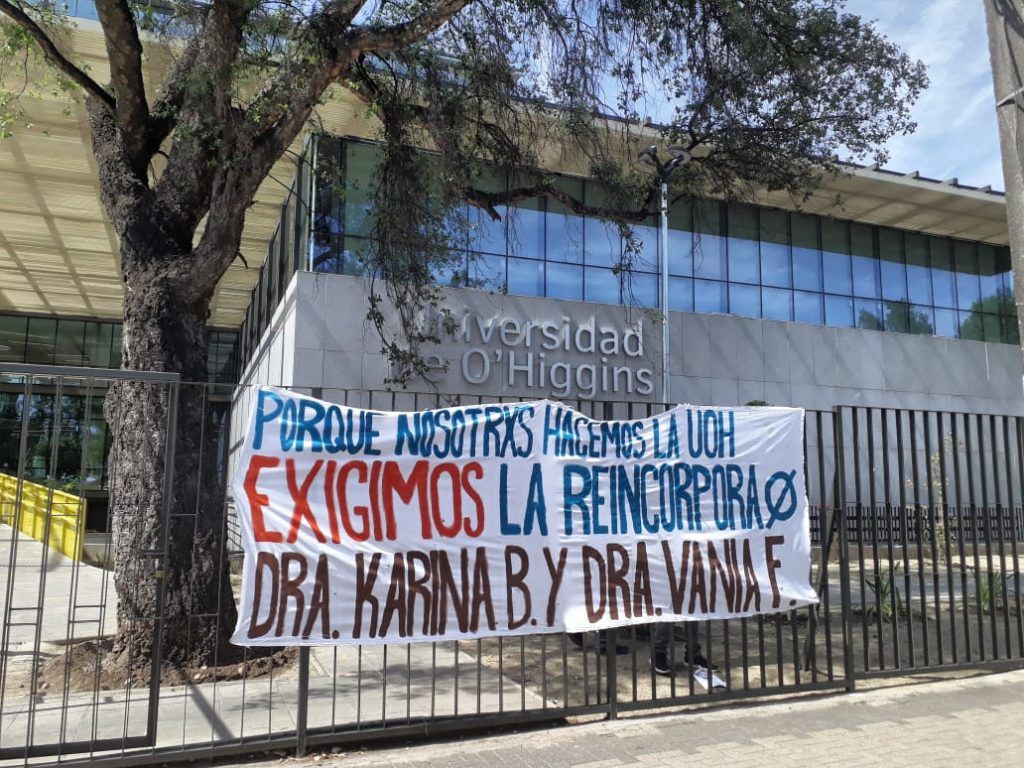 Universidad
de O'Higgins
PORQUE NOSOTRXS HACEMOS LA UOH
EXIGIMOS LA REINCORPORAØ
DRA. KARINA B. Y DRA. VANIA F.